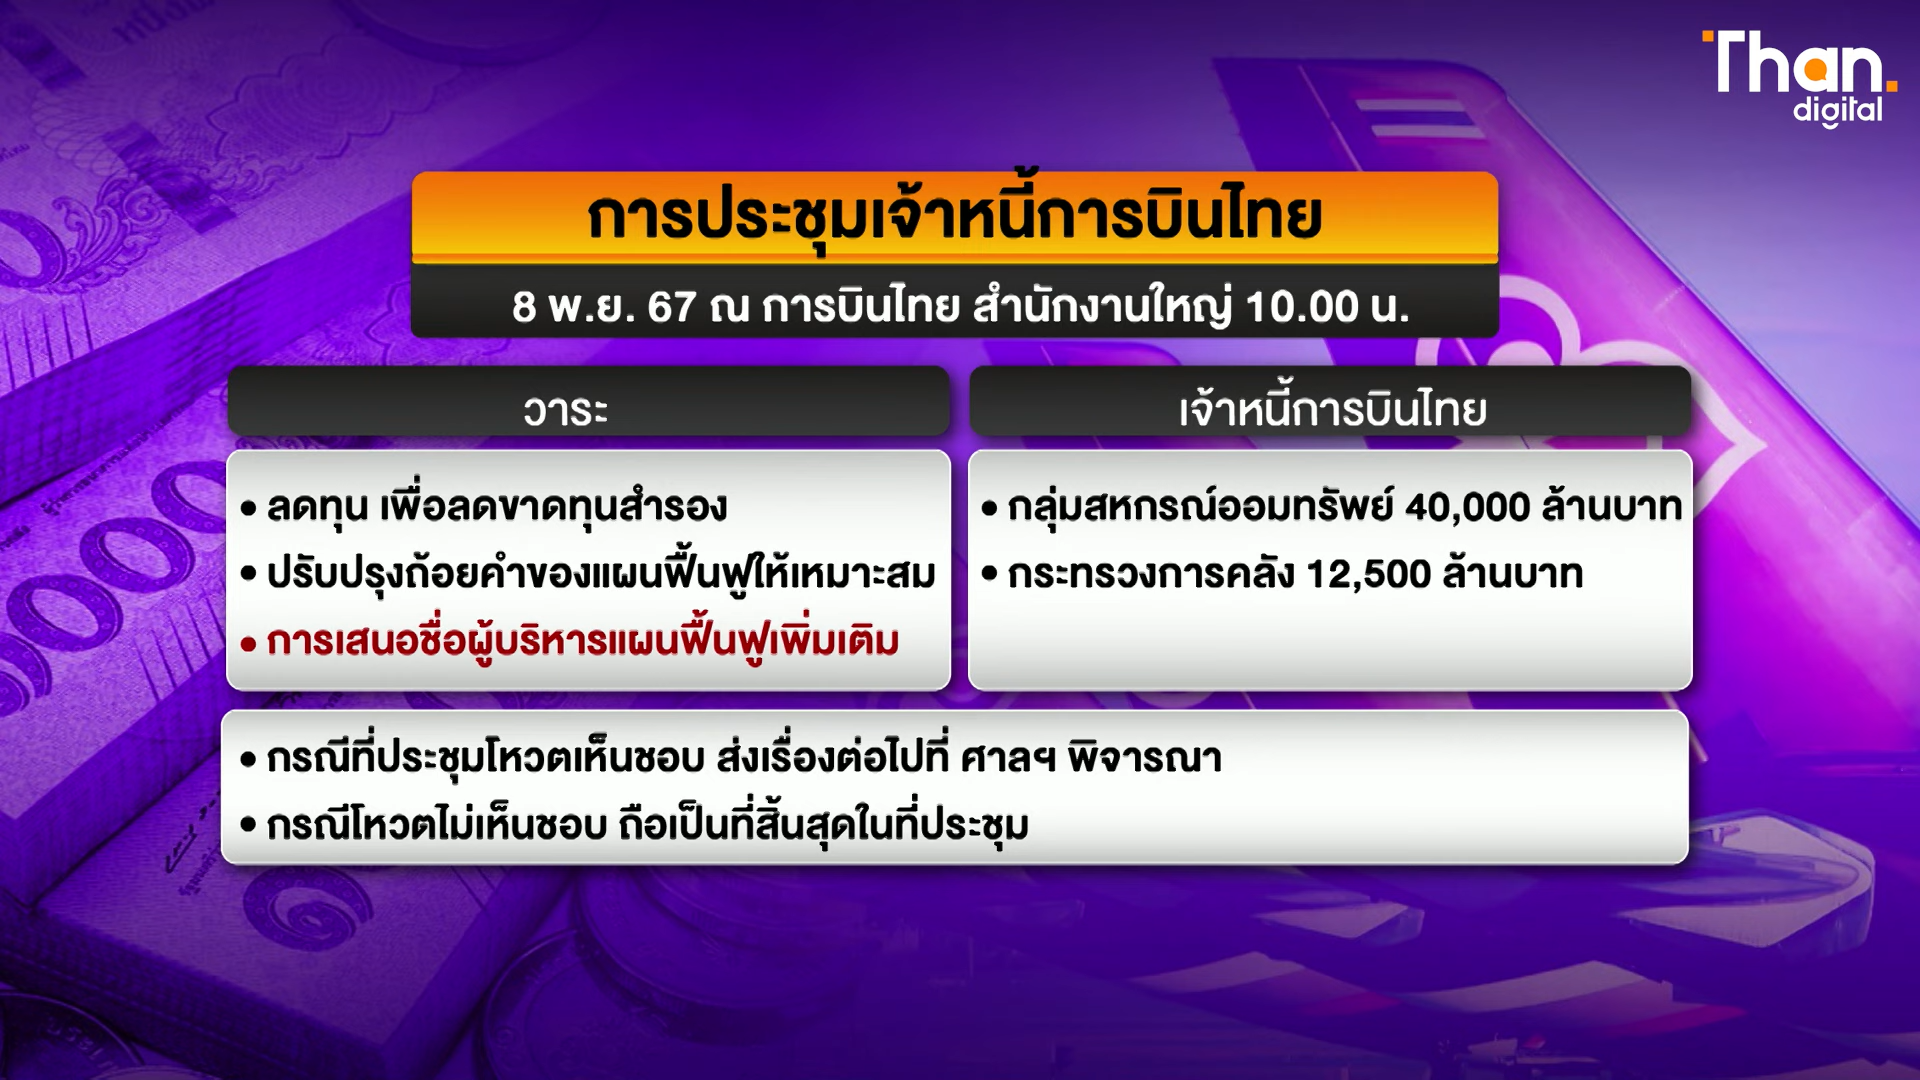 Than.
digital
การประชุมเจ้าหนี้การบินไทย
8 พ.ย. 67 ณ การบินไทย สำนักงานใหญ่ 10.00 น.
วาระ
• ลดทุน เพื่อลดขาดทุนสำรอง
• ปรับปรุงถ้อยคำของแผนฟื้นฟูให้เหมาะสม
• การเสนอชื่อผู้บริหารแผนฟื้นฟูเพิ่มเติม
เจ้าหนี้การบินไทย
• กลุ่มสหกรณ์ออมทรัพย์ 40,000 ล้านบาท
• กระทรวงการคลัง 12,500 ล้านบาท
• กรณีที่ประชุมโหวตเห็นชอบ ส่งเรื่องต่อไปที่ ศาลฯ พิจารณา
• กรณีโหวตไม่เห็นชอบ ถือเป็นที่สิ้นสุดในที่ประชุม